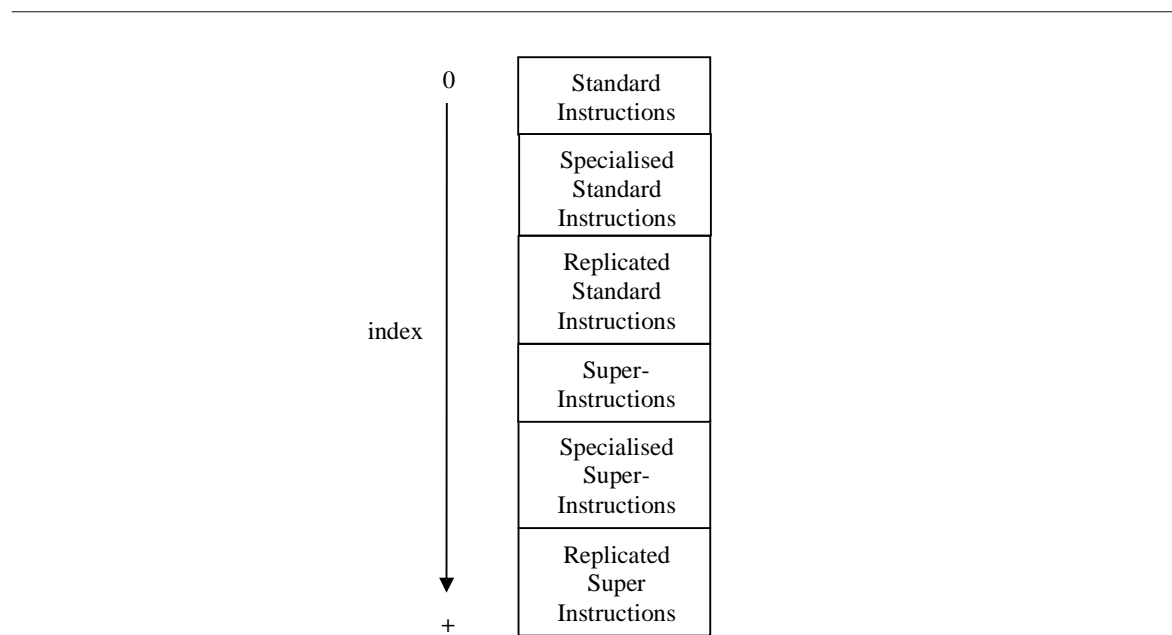 0
Standard
Instructions
Specialised
Standard
Instructions
Replicated
Standard
Instructions
index
Super-
Instructions
Specialised
Super-
Instructions
Replicated
Super
Instructions
+